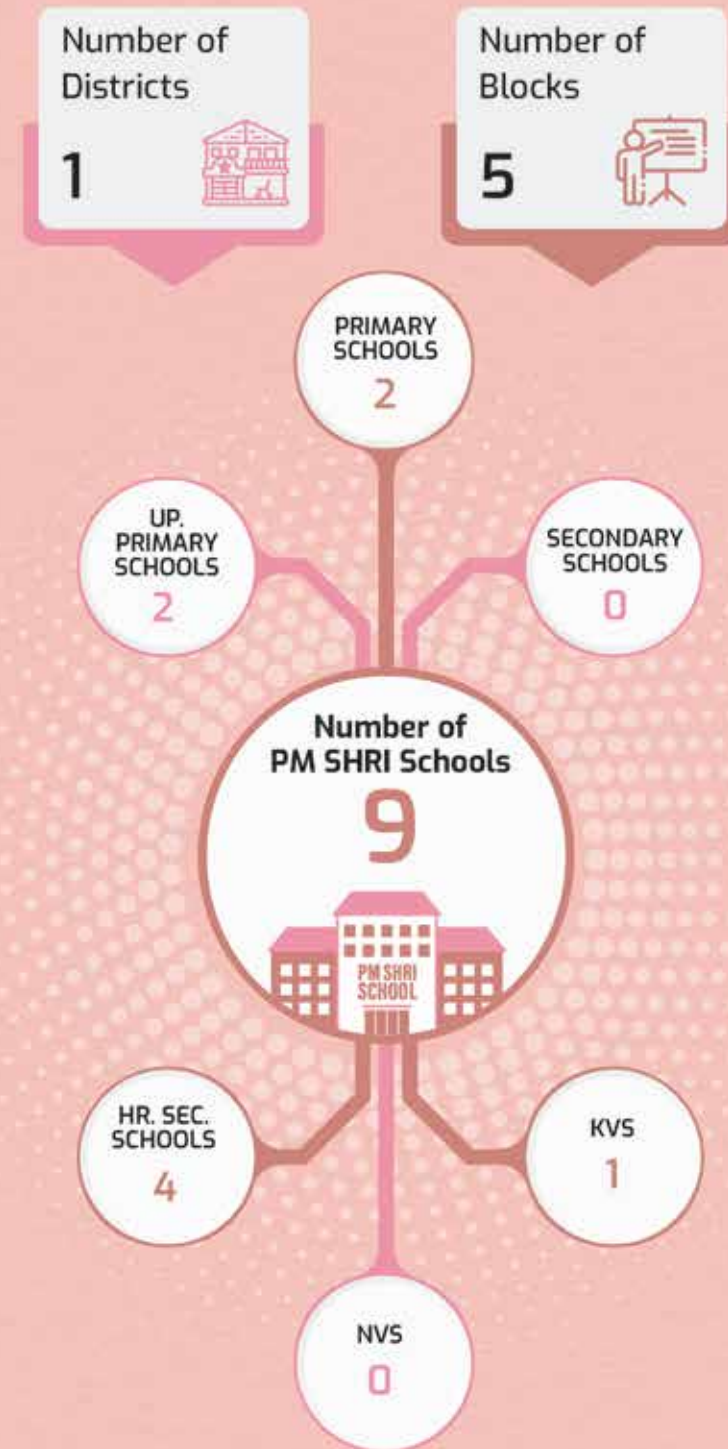 Number of
Districts
1
Number of
Blocks
5
PRIMARY
SCHOOLS
2
UP.
PRIMARY
SCHOOLS
2
SECONDARY
SCHOOLS
0
Number of
PM SHRI Schools
9
PM SHRI
SCHOOL
HR. SEC.
SCHOOLS
4
KVS
1
NVS
0